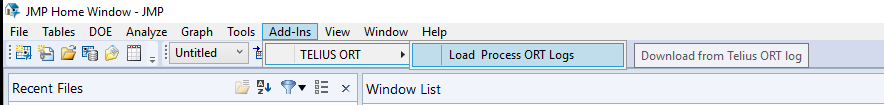 JMP Home Window - JMP
File Tables DOE Analyze Graph Tools Add-Ins View Window Help
Untitled TELIUS ORT Load Process ORT Logs Download from Telius ORT log
Recent Files Window List